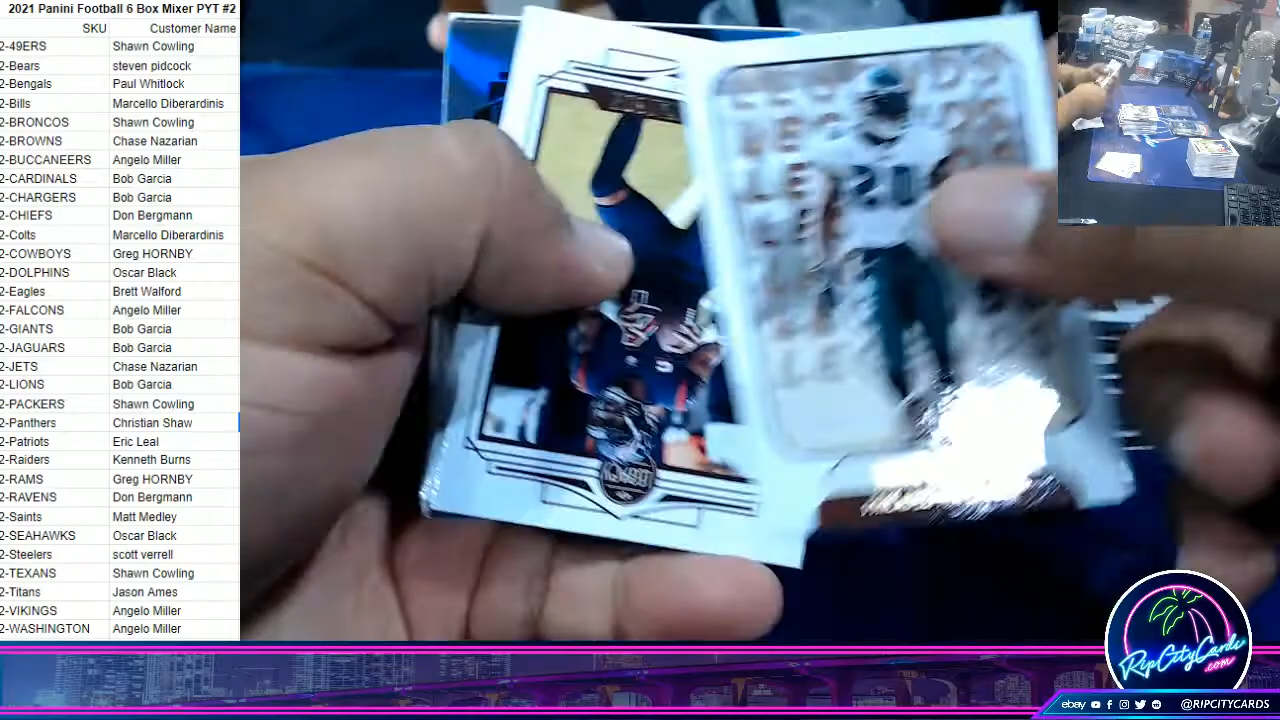 2021 Panini Football 6 Box Mixer PYT #2
SKU Customer Name
2-49ERS Shawn Cowling
2-Bears steven pidcock
2-Bengals Paul Whitlock
2-Bills Marcello Diberardinis
2-BRONCOS Shawn Cowling
2-BROWNS Chase Nazarian
2-BUCCANEERS Angelo Miller
2-CARDINALS Bob Garcia
2-CHARGERS Bob Garcia
2-CHIEFS Don Bergmann
2-Colts Marcello Diberardinis
2-COWBOYS Greg HORNBY
2-DOLPHINS Oscar Black
2-Eagles Brett Walford
2-FALCONS Angelo Miller
2-GIANTS Bob Garcia
2-JAGUARS Bob Garcia
2-JETS Chase Nazarian
2-LIONS Bob Garcia
2-PACKERS Shawn Cowling
2-Panthers Christian Shaw
2-Patriots Eric Leal
2-Raiders Kenneth Burns
2-RAMS Greg HORNBY
2-RAVENS Don Bergmann
2-Saints Matt Medley
2-SEAHAWKS Oscar Black
2-Steelers scott verrell
2-TEXANS Shawn Cowling
2-Titans Jason Ames
2-VIKINGS Angelo Miller
2-WASHINGTON Angelo Miller
20
RipCityCards
.com
ebay @RIPCITYCARDS